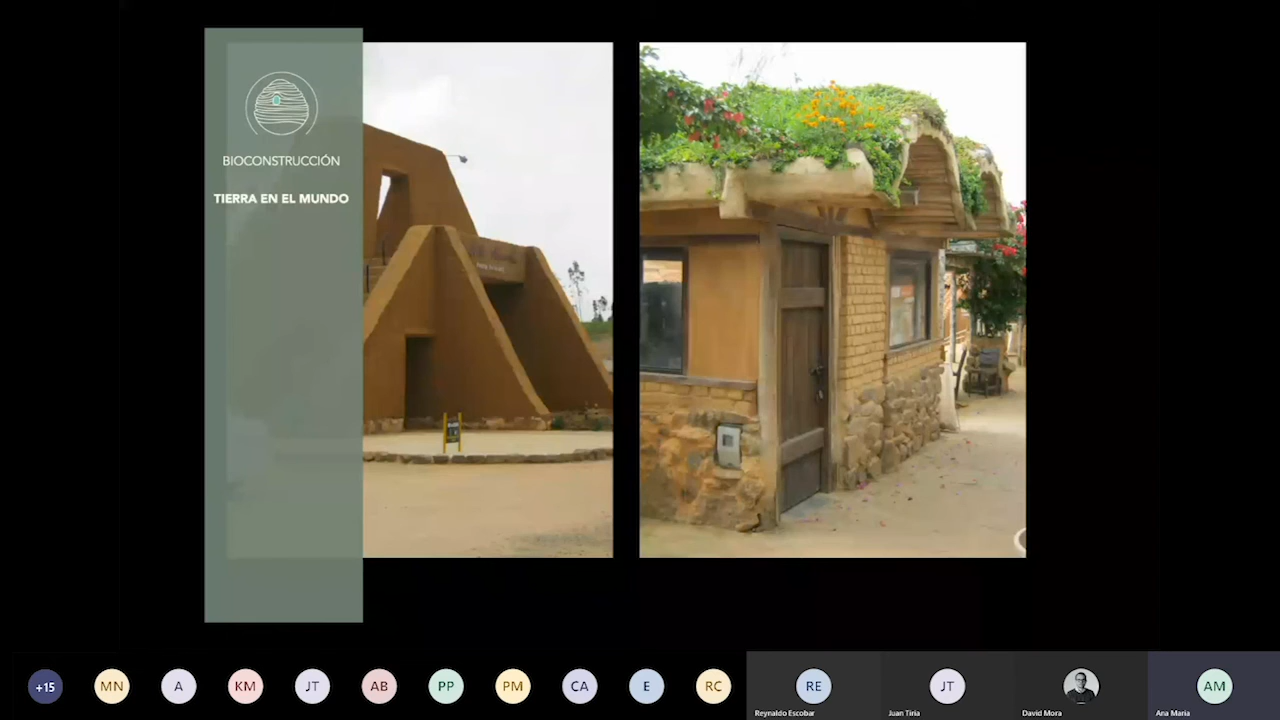 BIOCONSTRUCCIÓN
TIERRA EN EL MUNDO
+15
MN
A
KM
JT
AB
PP
PM
CA
E
RC
RE
JT
AM
Reynaldo Escobar
Juan Tiria
David Mora
Ana Maria